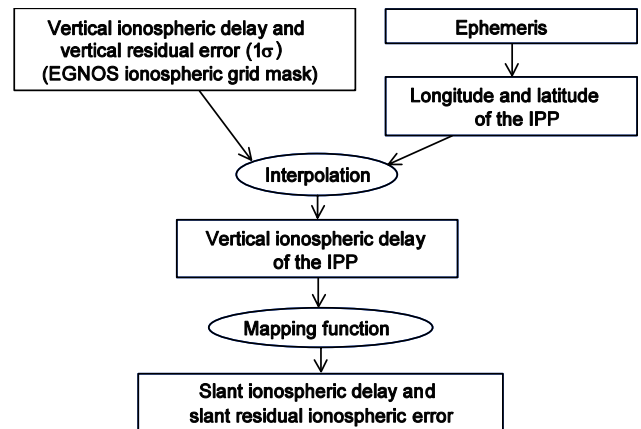 Vertical ionospheric delay and
vertical residual error (1σ)
(EGNOS ionospheric grid mask)
Ephemeris
Longitude and latitude
of the IPP
Interpolation
Vertical ionospheric delay
of the IPP
Mapping function
Slant ionospheric delay and
slant residual ionospheric error